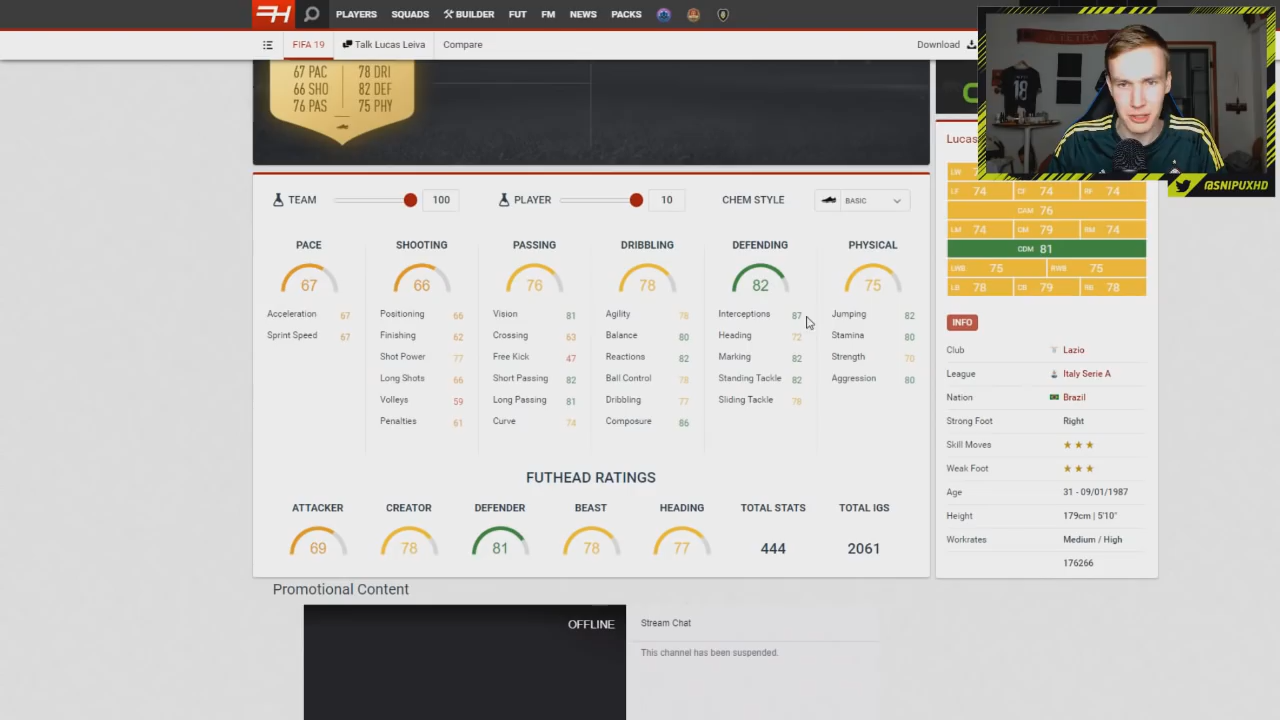 PLAYERS SQUADS BUILDER FUT FM NEWS PACKS
FIFA 19 Talk Lucas Leiva Compare Download
67 PAC 78 DRI
66 SHO 82 DEF
76 PAS 75 PHY
18
@SNIPUXHD
TEAM 100 PLAYER 10 CHEM STYLE BASIC
PACE SHOOTING PASSING DRIBBLING DEFENDING PHYSICAL
67 66 76 78 82 75
Acceleration 67 Positioning 66 Vision 81 Agility 76 Interceptions 87 Jumping 82
Sprint Speed 67 Finishing 62 Crossing 63 Balance 80 Heading 72 Stamina 80
Shot Power 77 Free Kick 47 Reactions 82 Marking 82 Strength 70
Long Shots 66 Short Passing 82 Ball Control 78 Standing Tackle 82 Aggression 80
Volleys 59 Long Passing 81 Dribbling 77 Sliding Tackle 78
Penalties 61 Curve 74 Composure 86
FUTHEAD RATINGS
ATTACKER CREATOR DEFENDER BEAST HEADING TOTAL STATS TOTAL IGS
69 78 81 78 77 444 2061
Promotional Content
OFFLINE
Stream Chat
This channel has been suspended.
Lucas
LW
LF 74 CF 74 RF 74
CAM 76
LM 74 CM 79 RM 74
CDM 81
LWB 75 RWB 75
LB 78 CB 79 RB 78
INFO
Club Lazio
League Italy Serie A
Nation Brazil
Strong Foot Right
Skill Moves
Weak Foot
Age 31 - 09/01/1987
Height 179cm | 5'10"
Workrates Medium / High
176266